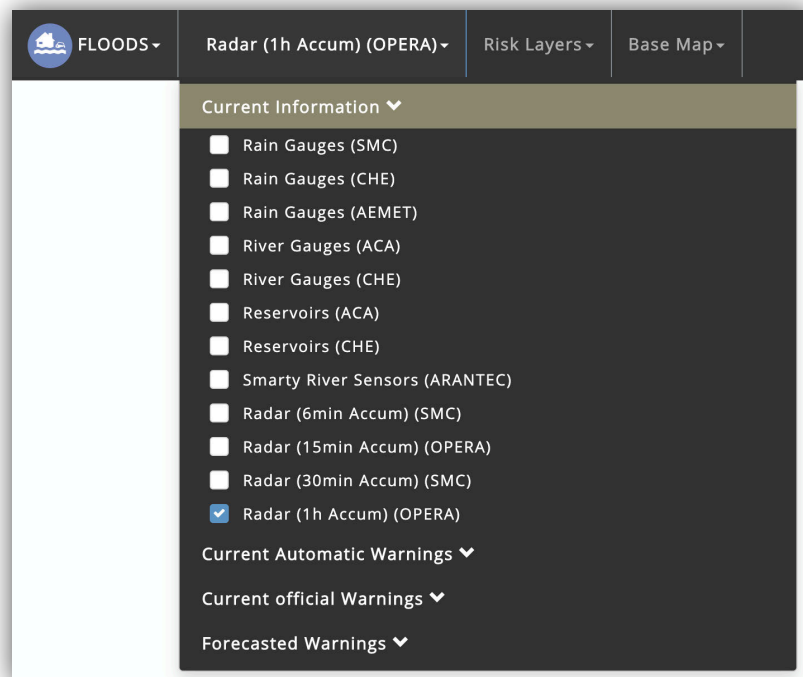 FLOODS Radar (1h Accum) (OPERA) Risk Layers Base Map
Current Information
Rain Gauges (SMC)
Rain Gauges (CHE)
Rain Gauges (AEMET)
River Gauges (ACA)
River Gauges (CHE)
Reservoirs (ACA)
Reservoirs (CHE)
Smarty River Sensors (ARANTEC)
Radar (6min Accum) (SMC)
Radar (15min Accum) (OPERA)
Radar (30min Accum) (SMC)
Radar (1h Accum) (OPERA)
Current Automatic Warnings
Current official Warnings
Forecasted Warnings